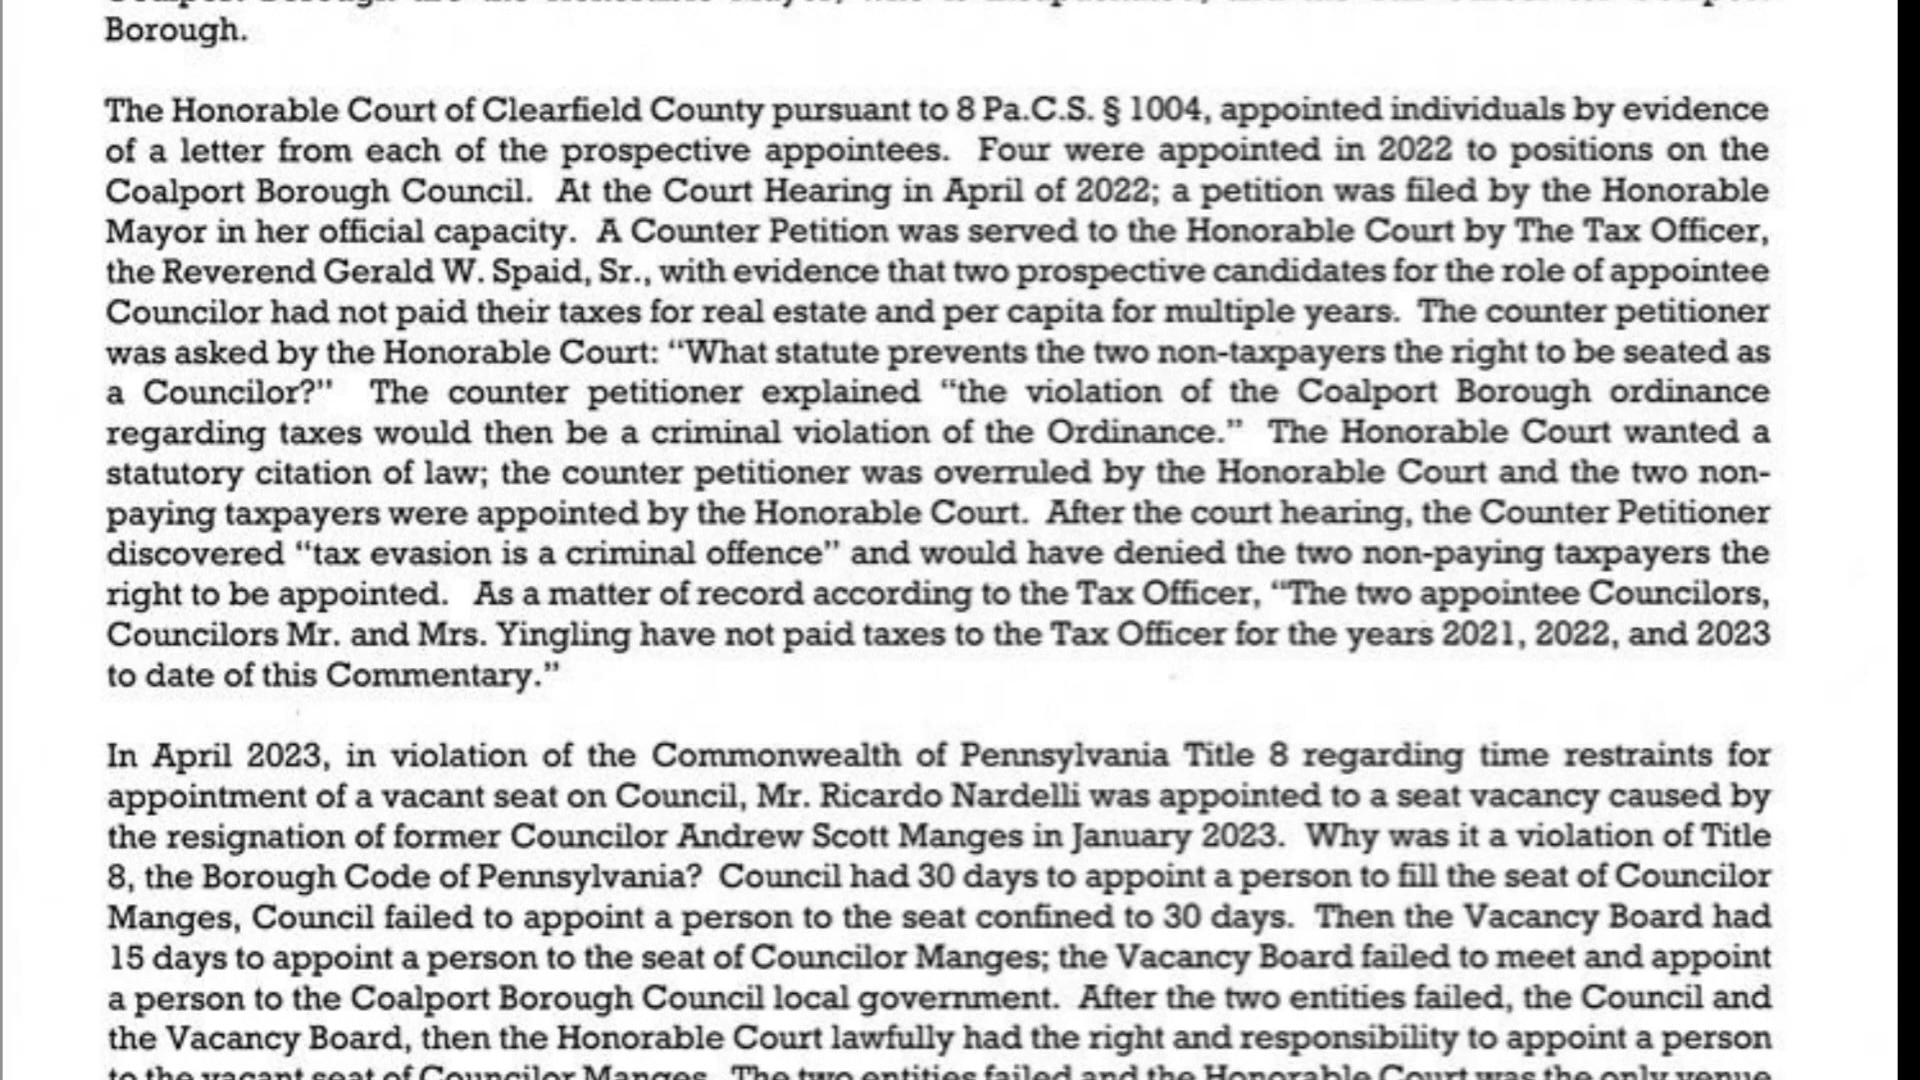 Borough.
The Honorable Court of Clearfield County pursuant to 8 Pa.C.S. § 1004, appointed individuals by evidence
of a letter from each of the prospective appointees.  Four were appointed in 2022 to positions on the
Coalport Borough Council.  At the Court Hearing in April of 2022; a petition was filed by the Honorable
Mayor in her official capacity.  A Counter Petition was served to the Honorable Court by The Tax Officer,
the Reverend Gerald W. Spaid, Sr., with evidence that two prospective candidates for the role of appointee
Councilor had not paid their taxes for real estate and per capita for multiple years.  The counter petitioner
was asked by the Honorable Court: “What statute prevents the two non-taxpayers the right to be seated as
a Councilor?”  The counter petitioner explained “the violation of the Coalport Borough ordinance
regarding taxes would then be a criminal violation of the Ordinance.”  The Honorable Court wanted a
statutory citation of law; the counter petitioner was overruled by the Honorable Court and the two non-
paying taxpayers were appointed by the Honorable Court.  After the court hearing, the Counter Petitioner
discovered “tax evasion is a criminal offence” and would have denied the two non-paying taxpayers the
right to be appointed.  As a matter of record according to the Tax Officer, “The two appointee Councilors,
Councilors Mr. and Mrs. Yingling have not paid taxes to the Tax Officer for the years 2021, 2022, and 2023
to date of this Commentary.”
In April 2023, in violation of the Commonwealth of Pennsylvania Title 8 regarding time restraints for
appointment of a vacant seat on Council, Mr. Ricardo Nardelli was appointed to a seat vacancy caused by
the resignation of former Councilor Andrew Scott Manges in January 2023.  Why was it a violation of Title
8, the Borough Code of Pennsylvania?  Council had 30 days to appoint a person to fill the seat of Councilor
Manges, Council failed to appoint a person to the seat confined to 30 days.  Then the Vacancy Board had
15 days to appoint a person to the seat of Councilor Manges; the Vacancy Board failed to meet and appoint
a person to the Coalport Borough Council local government.  After the two entities failed, the Council and
the Vacancy Board, then the Honorable Court lawfully had the right and responsibility to appoint a person
to the vacant seat of Councilor Manges.  The two entities failed and the Honorable Court was the only venue